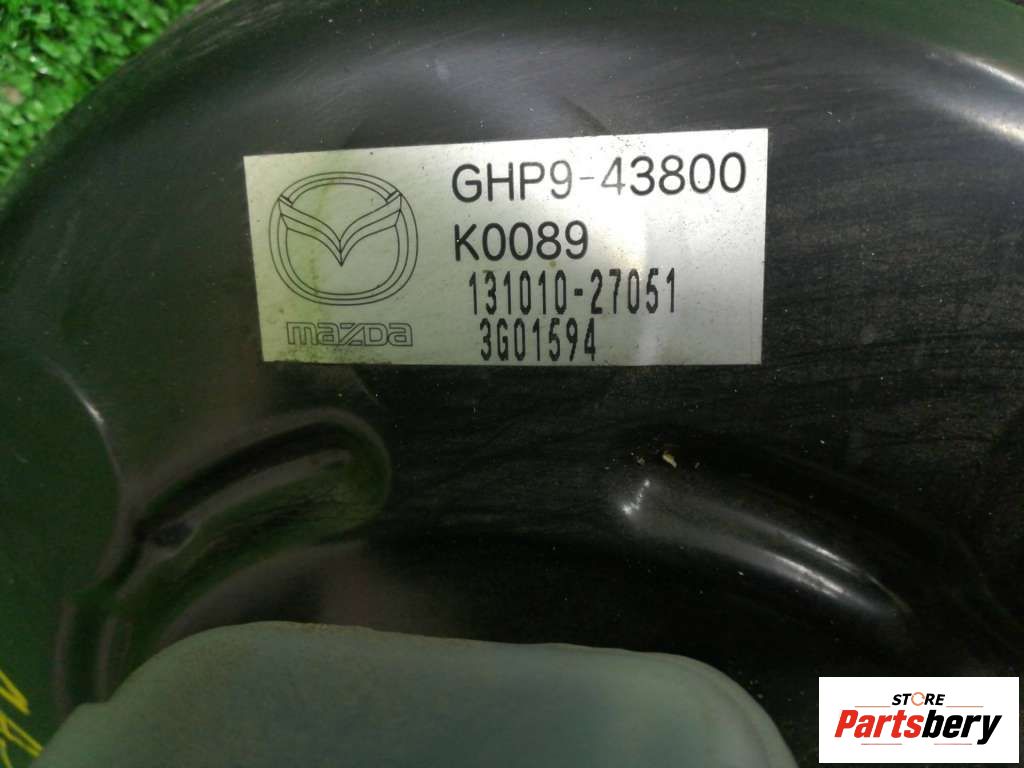 GHP9-43800
K0089
131010-27051
3G01594
mazda
STORE
Partsbery